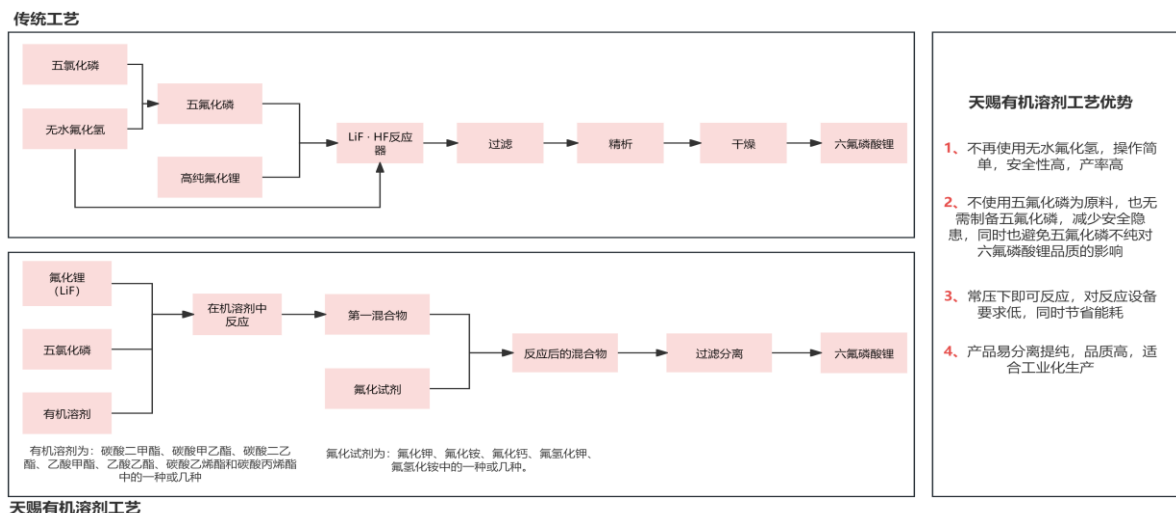 传统工艺
五氯化磷
无水氟化氢
五氟化磷
高纯氟化锂
LiF · HF反应
器
过滤
精析
干燥
六氟磷酸锂
氟化锂
（LiF）
五氯化磷
有机溶剂
在机溶剂中
反应
第一混合物
氟化试剂
反应后的混合物
过滤分离
六氟磷酸锂
有机溶剂为：碳酸二甲酯、碳酸甲乙酯、碳酸二乙
酯、乙酸甲酯、乙酸乙酯、碳酸乙烯酯和碳酸丙烯酯
中的一种或几种
氟化试剂为：氟化钾、氟化铵、氟化钙、氟氢化钾、
氟氢化铵中的一种或几种。
天赐有机溶剂工艺
天赐有机溶剂工艺优势
1、不再使用无水氟化氢，操作简
单，安全性高，产率高
2、不使用五氟化磷为原料，也无
需制备五氟化磷，减少安全隐
患，同时也避免五氟化磷不纯对
六氟磷酸锂品质的影响
3、常压下即可反应，对反应设备
要求低，同时节省能耗
4、产品易分离提纯，品质高，适
合工业化生产